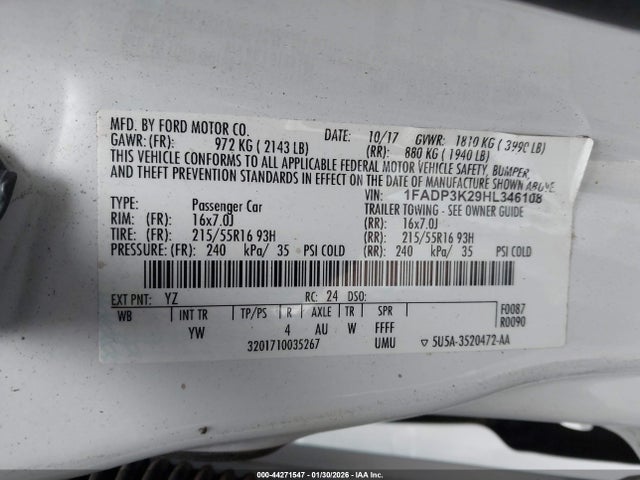 MFD. BY FORD MOTOR CO.
DATE: 10/17 GVWR: 1810 KG ( 3990 LB)
GAWR: (FR): 972 KG ( 2143 LB) (RR): 880 KG ( 1940 LB)
THIS VEHICLE CONFORMS TO ALL APPLICABLE FEDERAL MOTOR VEHICLE SAFETY, BUMPER,
AND THEFT PREVENTION STANDARDS IN EFFECT ON THE DATE OF MANUFACTURE SHOWN ABOVE.
VIN: 1FADP3K29HL346108
TYPE: Passenger Car TRAILER TOWING - SEE OWNER GUIDE
RIM: (FR): 16x7.0J (RR): 16x7.0J
TIRE: (FR): 215/55R16 93H (RR): 215/55R16 93H
PRESSURE: (FR): 240 kPa/ 35 PSI COLD (RR): 240 kPa/ 35 PSI COLD
EXT PNT: YZ RC: 24 DSO:
WB INT TR TP/PS R AXLE TR SPR F0087
YW 4 AU W FFFF R0090
3201710035267 UMU ▽ 5U5A-3520472-AA
000-44271547 - 01/30/2026 - IAAI.COM